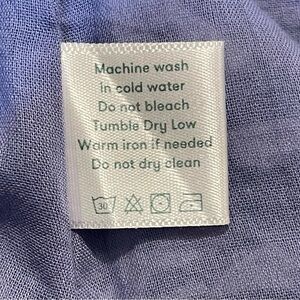 Machine wash
in cold water
Do not bleach
Tumble Dry Low
Warm iron if needed
Do not dry clean
30